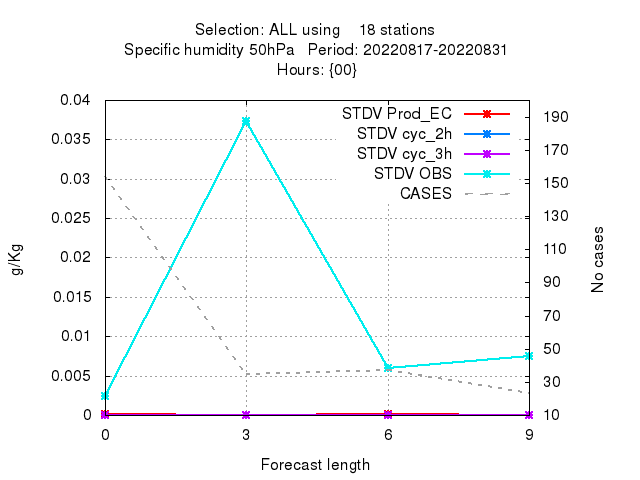 Selection: ALL using 18 stations
Specific humidity 50hPa Period: 20220817-20220831
Hours: {00}
STDV Prod_EC
STDV cyc_2h
STDV cyc_3h
STDV OBS
CASES
g/Kg
0.04
0.035
0.03
0.025
0.02
0.015
0.01
0.005
0
No cases
190
170
150
130
110
90
70
50
30
10
0 3 6 9
Forecast length